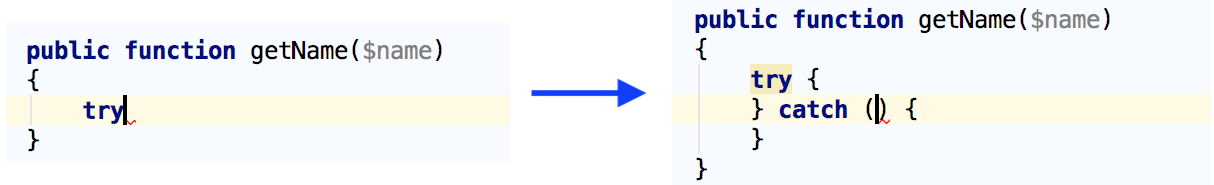 public function getName($name)
{
    try
}
public function getName($name)
{
    try {
    } catch () {
    }
}